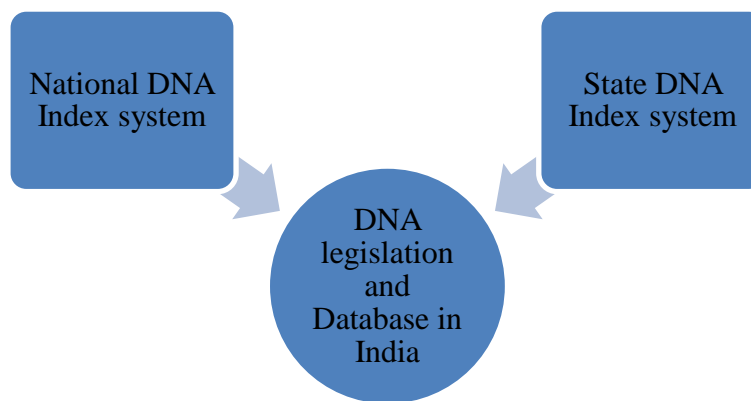 National DNA
Index system
State DNA
Index system
DNA
legislation
and
Database in
India